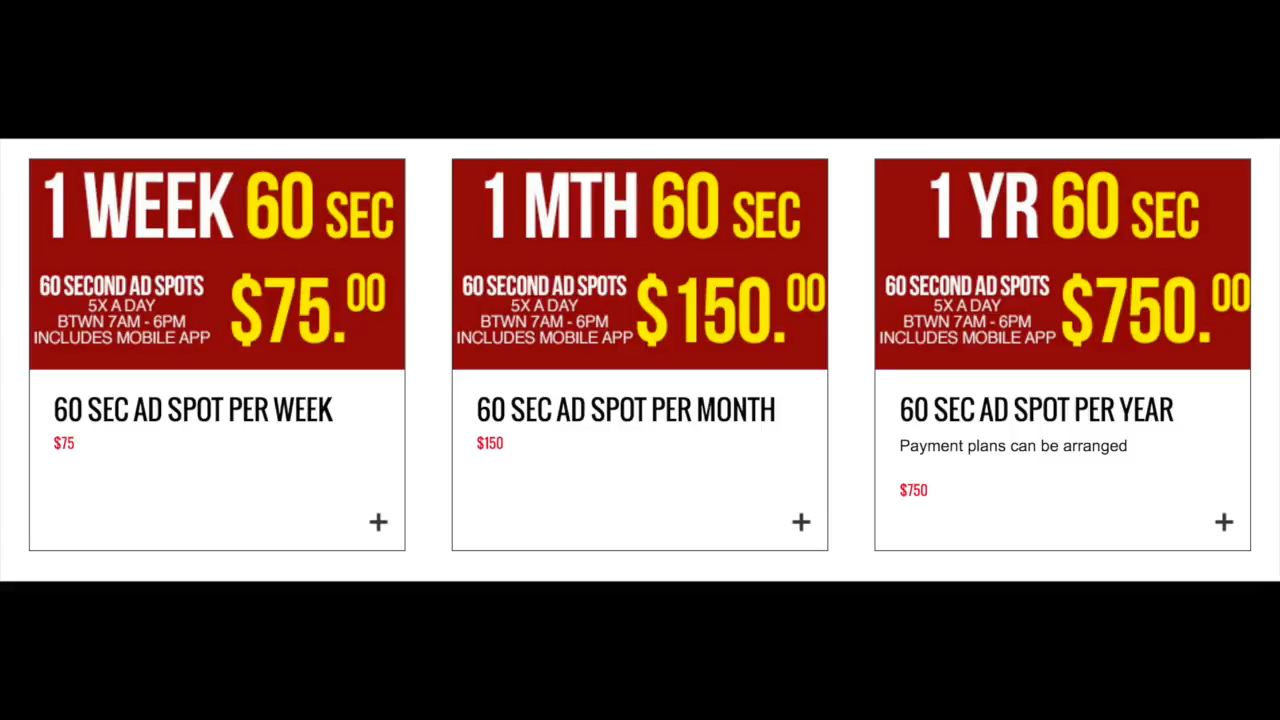 1 WEEK 60 SEC
60 SECOND AD SPOTS
5X A DAY
BTWN 7AM - 6PM
INCLUDES MOBILE APP
$75.00
60 SEC AD SPOT PER WEEK
$75
+
1 MTH 60 SEC
60 SECOND AD SPOTS
5X A DAY
BTWN 7AM - 6PM
INCLUDES MOBILE APP
$150.00
60 SEC AD SPOT PER MONTH
$150
+
1 YR 60 SEC
60 SECOND AD SPOTS
5X A DAY
BTWN 7AM - 6PM
INCLUDES MOBILE APP
$750.00
60 SEC AD SPOT PER YEAR
Payment plans can be arranged
$750
+